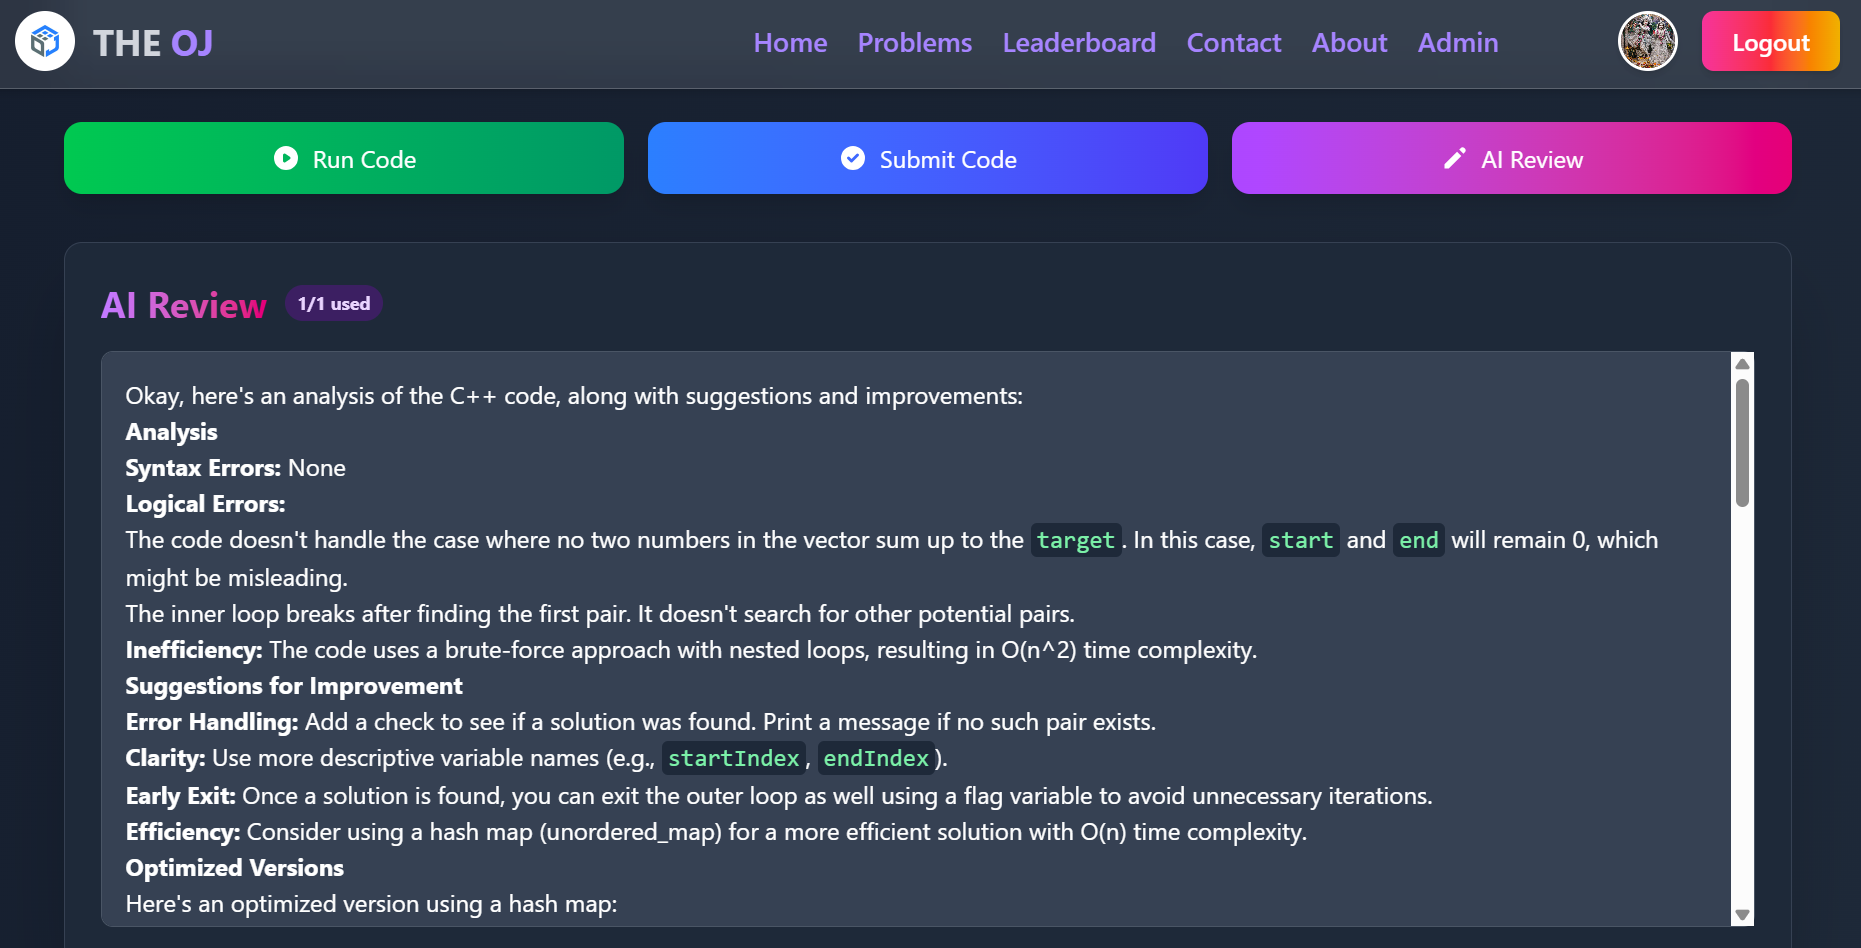 THE OJ
Home Problems Leaderboard Contact About Admin Logout
Run Code
Submit Code
AI Review
AI Review 1/1 used
Okay, here's an analysis of the C++ code, along with suggestions and improvements:
Analysis
Syntax Errors: None
Logical Errors:
The code doesn't handle the case where no two numbers in the vector sum up to the target. In this case, start and end will remain 0, which
might be misleading.
The inner loop breaks after finding the first pair. It doesn't search for other potential pairs.
Inefficiency: The code uses a brute-force approach with nested loops, resulting in O(n^2) time complexity.
Suggestions for Improvement
Error Handling: Add a check to see if a solution was found. Print a message if no such pair exists.
Clarity: Use more descriptive variable names (e.g., startIndex, endIndex).
Early Exit: Once a solution is found, you can exit the outer loop as well using a flag variable to avoid unnecessary iterations.
Efficiency: Consider using a hash map (unordered_map) for a more efficient solution with O(n) time complexity.
Optimized Versions
Here's an optimized version using a hash map: